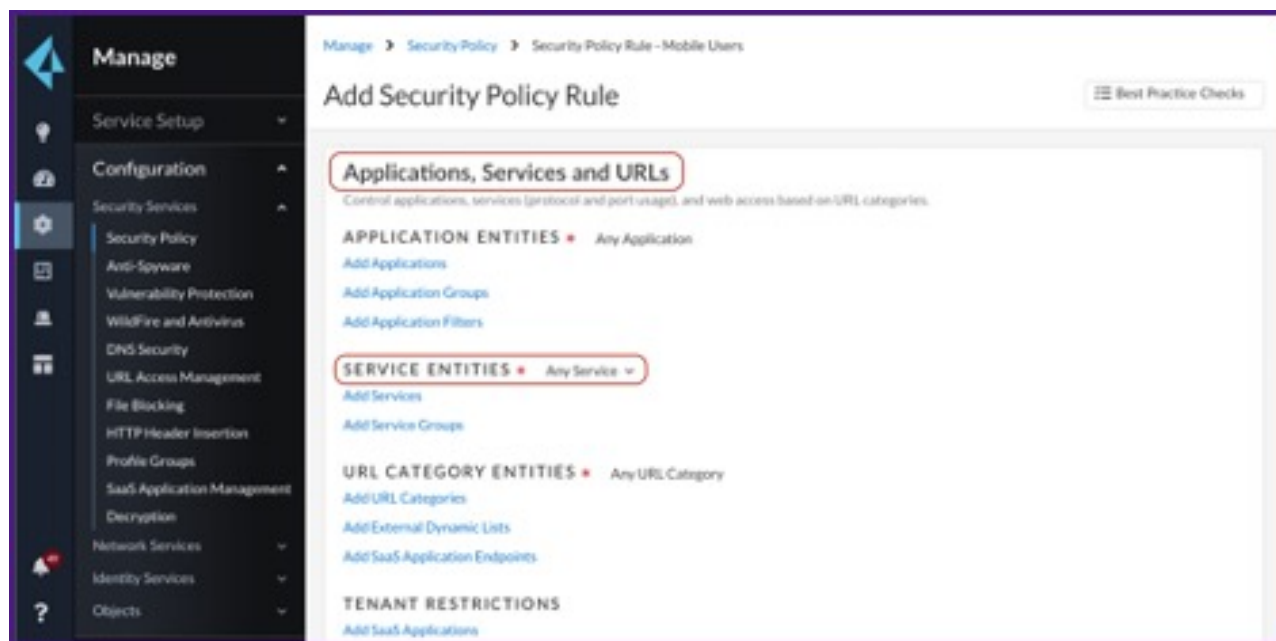 Manage
Service Setup
Configuration
Security Services
Security Policy
Anti-Spyware
Vulnerability Protection
WildFire and Antivirus
DNS Security
URL Access Management
File Blocking
HTTP Header Insertion
Profile Groups
SaaS Application Management
Decryption
Network Services
Identity Services
Objects
?
Manage > Security Policy > Security Policy Rule - Mobile Users
Add Security Policy Rule
Best Practice Checks
Applications, Services and URLs
Control applications, services (protocol and port usage), and web access based on URL categories.
APPLICATION ENTITIES * Any Application
Add Applications
Add Application Groups
Add Application Filters
SERVICE ENTITIES * Any Service
Add Services
Add Service Groups
URL CATEGORY ENTITIES * Any URL Category
Add URL Categories
Add External Dynamic Lists
Add SaaS Application Endpoints
TENANT RESTRICTIONS
Add SaaS Applications